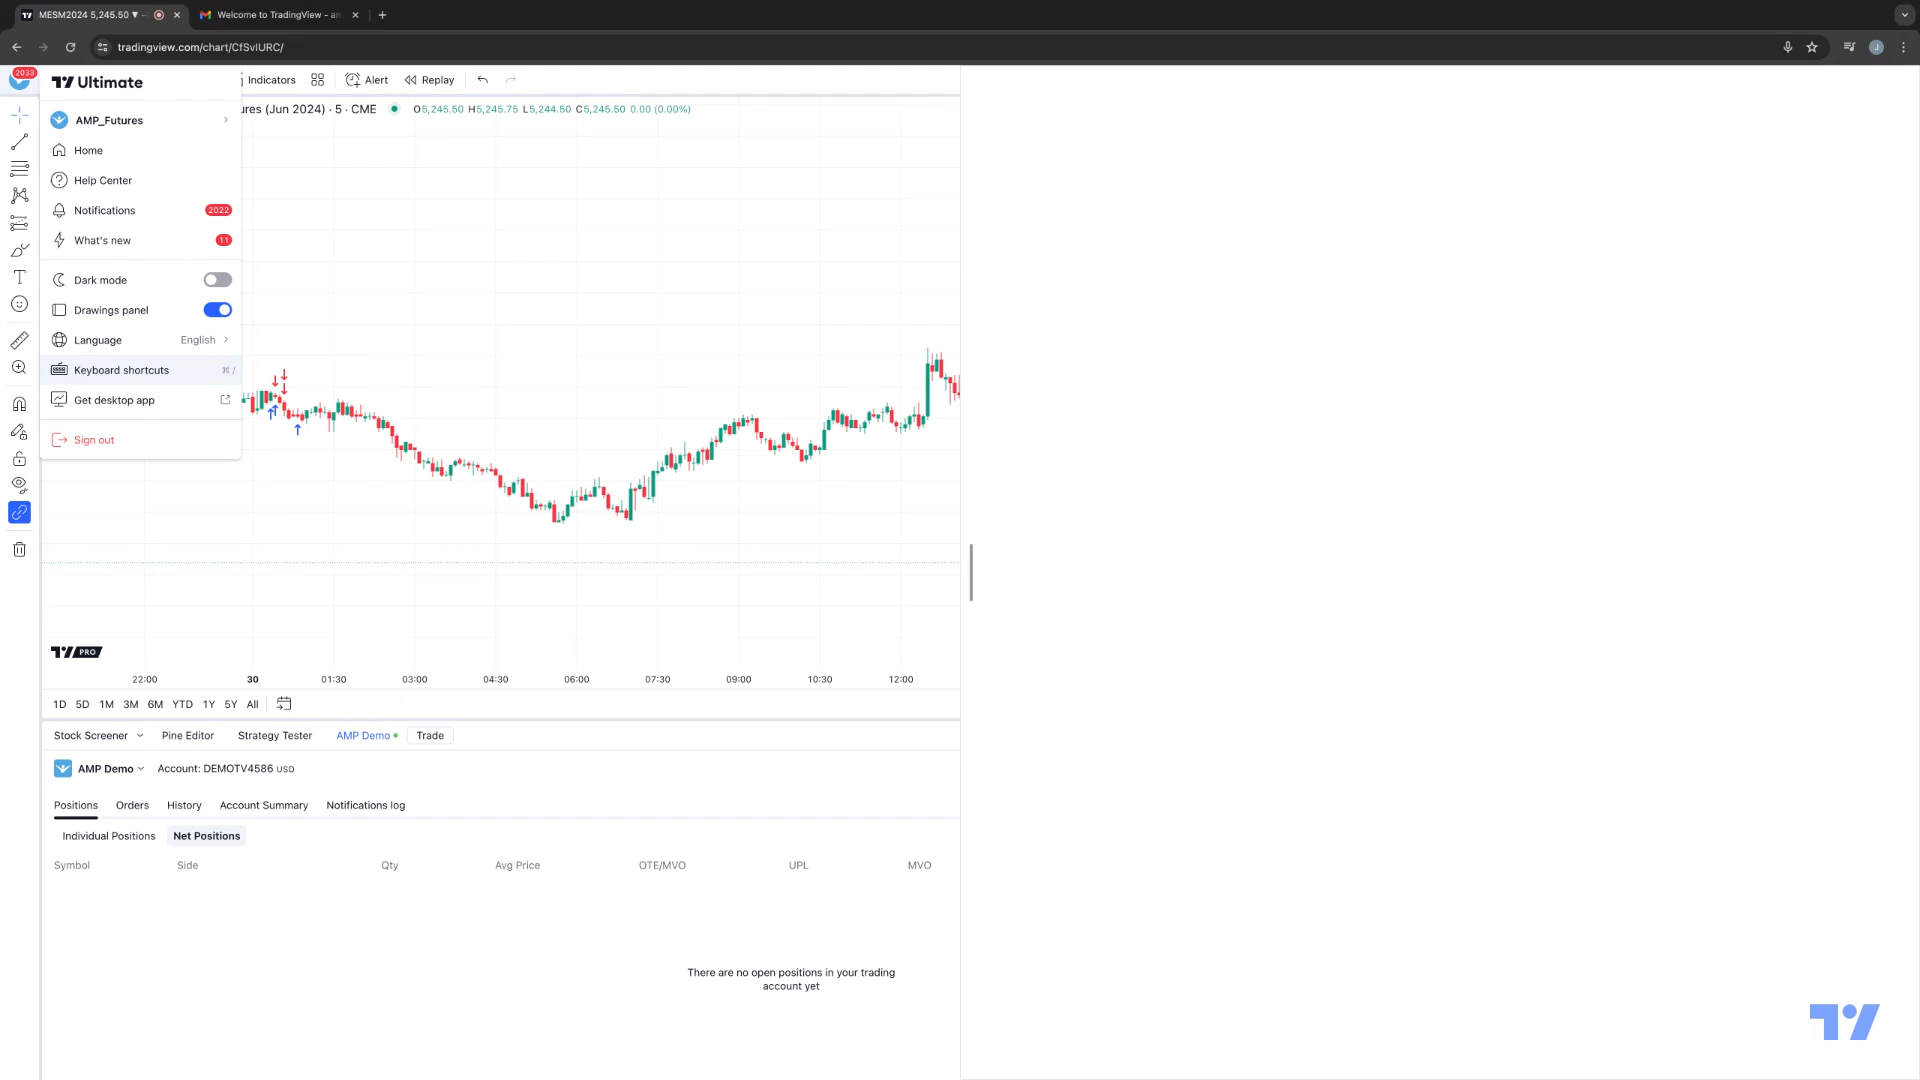 MESM2024 5,245.50 ▼ -
Welcome to TradingView - an
tradingview.com/chart/CfSvlURC/
2033
Ultimate
Indicators
Alert
Replay
AMP_Futures
ures (Jun 2024) · 5 · CME
O5,245.50 H5,245.75 L5,244.50 C5,245.50 0.00 (0.00%)
Home
Help Center
Notifications 2022
What's new 11
Dark mode
Drawings panel
Language English
Keyboard shortcuts ⌘ /
Get desktop app
Sign out
PRO
22:00 30 01:30 03:00 04:30 06:00 07:30 09:00 10:30 12:00
1D 5D 1M 3M 6M YTD 1Y 5Y All
Stock Screener Pine Editor Strategy Tester AMP Demo Trade
AMP Demo Account: DEMOTV4586 USD
Positions Orders History Account Summary Notifications log
Individual Positions Net Positions
Symbol Side Qty Avg Price OTE/MVO UPL MVO
There are no open positions in your trading
account yet